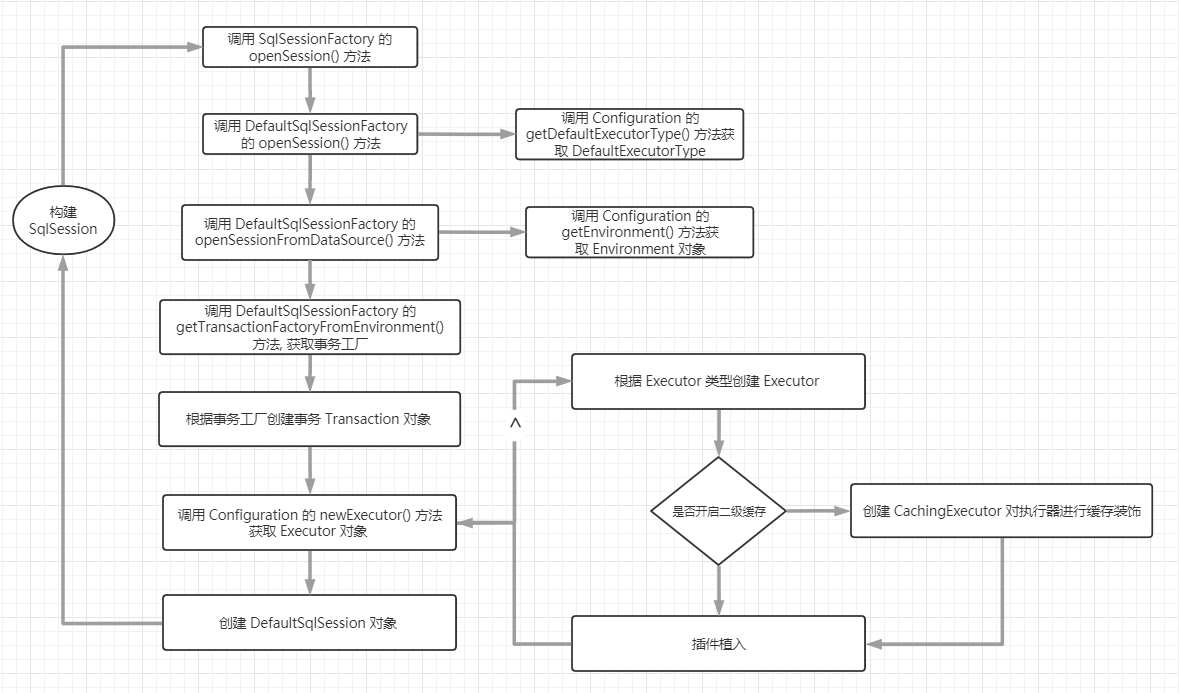 调用 SqlSessionFactory 的
openSession() 方法
调用 DefaultSqlSessionFactory
的 openSession() 方法
调用 Configuration 的
getDefaultExecutorType() 方法获
取 DefaultExecutorType
构建
SqlSession
调用 DefaultSqlSessionFactory 的
openSessionFromDataSource() 方法
调用 Configuration 的
getEnvironment() 方法获
取 Environment 对象
调用 DefaultSqlSessionFactory 的
getTransactionFactoryFromEnvironment()
方法, 获取事务工厂
根据 Executor 类型创建 Executor
根据事务工厂创建事务 Transaction 对象
^
调用 Configuration 的 newExecutor() 方法
获取 Executor 对象
是否开启二级缓存
创建 CachingExecutor 对执行器进行缓存装饰
创建 DefaultSqlSession 对象
插件植入